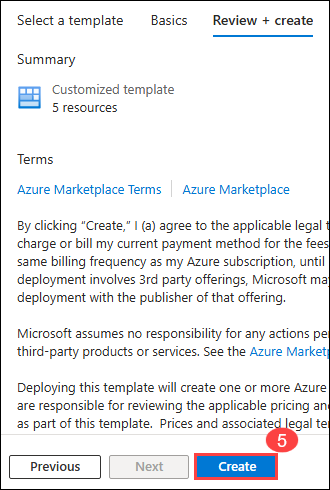 Select a template Basics Review + create
Summary
Customized template
5 resources
Terms
Azure Marketplace Terms Azure Marketplace
By clicking “Create,” I (a) agree to the applicable legal
charge or bill my current payment method for the fees
same billing frequency as my Azure subscription, until
deployment involves 3rd party offerings, Microsoft may
deployment with the publisher of that offering.
Microsoft assumes no responsibility for any actions
third-party products or services. See the Azure
Deploying this template will create one or more Azure
are responsible for reviewing the applicable pricing
as part of this template. Prices and associated legal
5
Previous Next Create